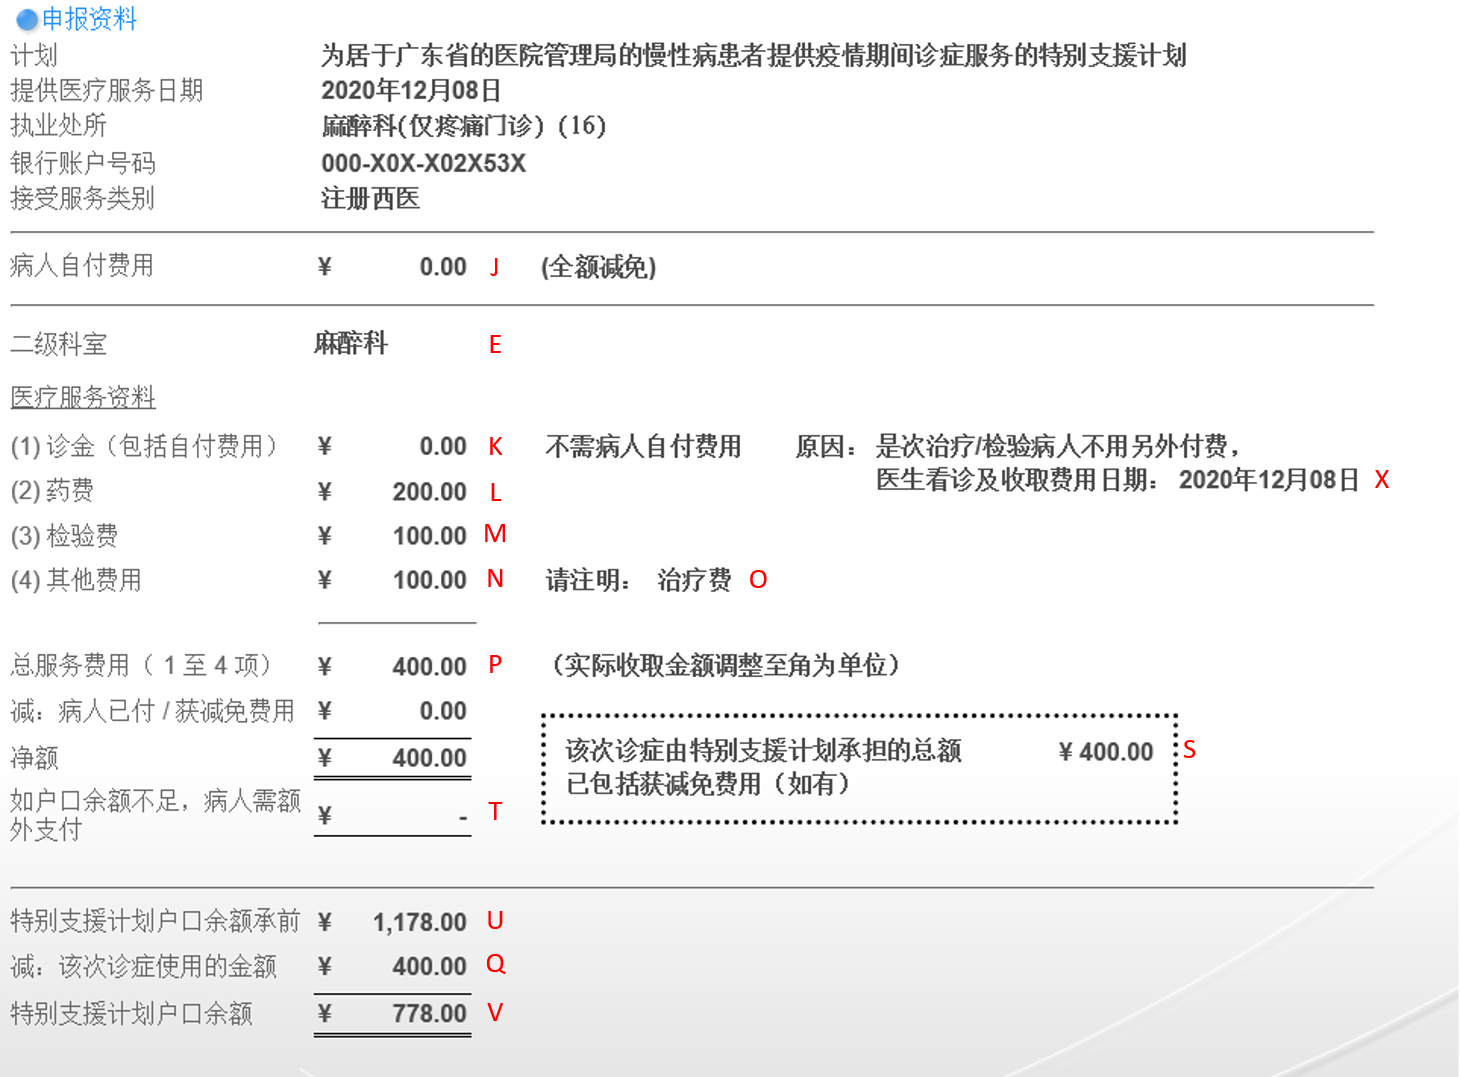 申报资料
计划 为居于广东省的医院管理局的慢性病患者提供疫情期间诊症服务的特别支援计划
提供医疗服务日期 2020年12月08日
执业处所 麻醉科(仅疼痛门诊) (16)
银行账户号码 000-X0X-X02X53X
接受服务类别 注册西医
病人自付费用 ¥ 0.00 J (全额减免)
二级科室 麻醉科 E
医疗服务资料
(1) 诊金（包括自付费用） ¥ 0.00 K 不需病人自付费用 原因： 是次治疗/检验病人不用另外付费，
医生看诊及收取费用日期： 2020年12月08日 X
(2) 药费 ¥ 200.00 L
(3) 检验费 ¥ 100.00 M
(4) 其他费用 ¥ 100.00 N 请注明： 治疗费 O
总服务费用（ 1 至 4 项） ¥ 400.00 P （实际收取金额调整至角为单位）
减：病人已付 / 获减免费用 ¥ 0.00
净额 ¥ 400.00
该次诊症由特别支援计划承担的总额 ¥ 400.00 S
已包括获减免费用（如有）
如户口余额不足，病人需额
外支付 ¥ - T
特别支援计划户口余额承前 ¥ 1,178.00 U
减：该次诊症使用的金额 ¥ 400.00 Q
特别支援计划户口余额 ¥ 778.00 V